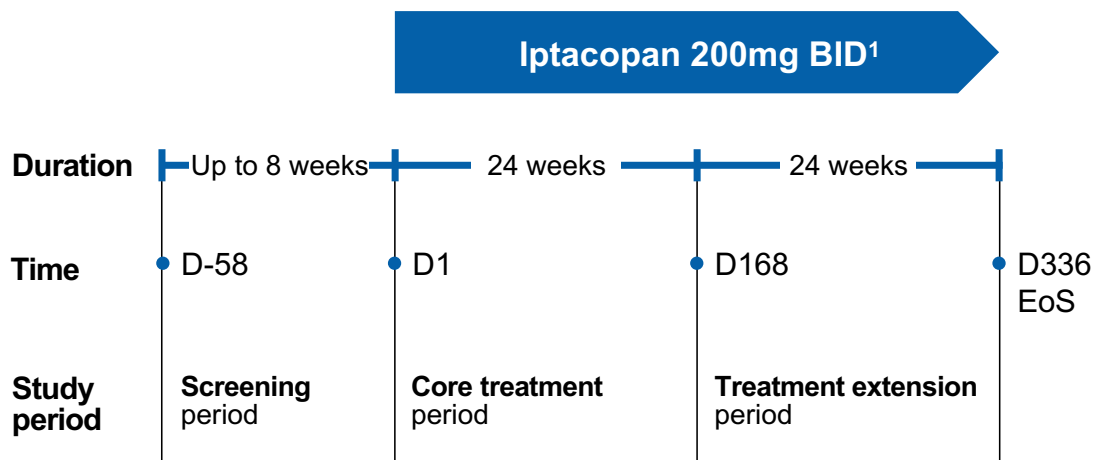 Iptacopan 200mg BID¹
Duration
Up to 8 weeks
24 weeks
24 weeks
Time
D-58
D1
D168
D336
EoS
Study
period
Screening
period
Core treatment
period
Treatment extension
period